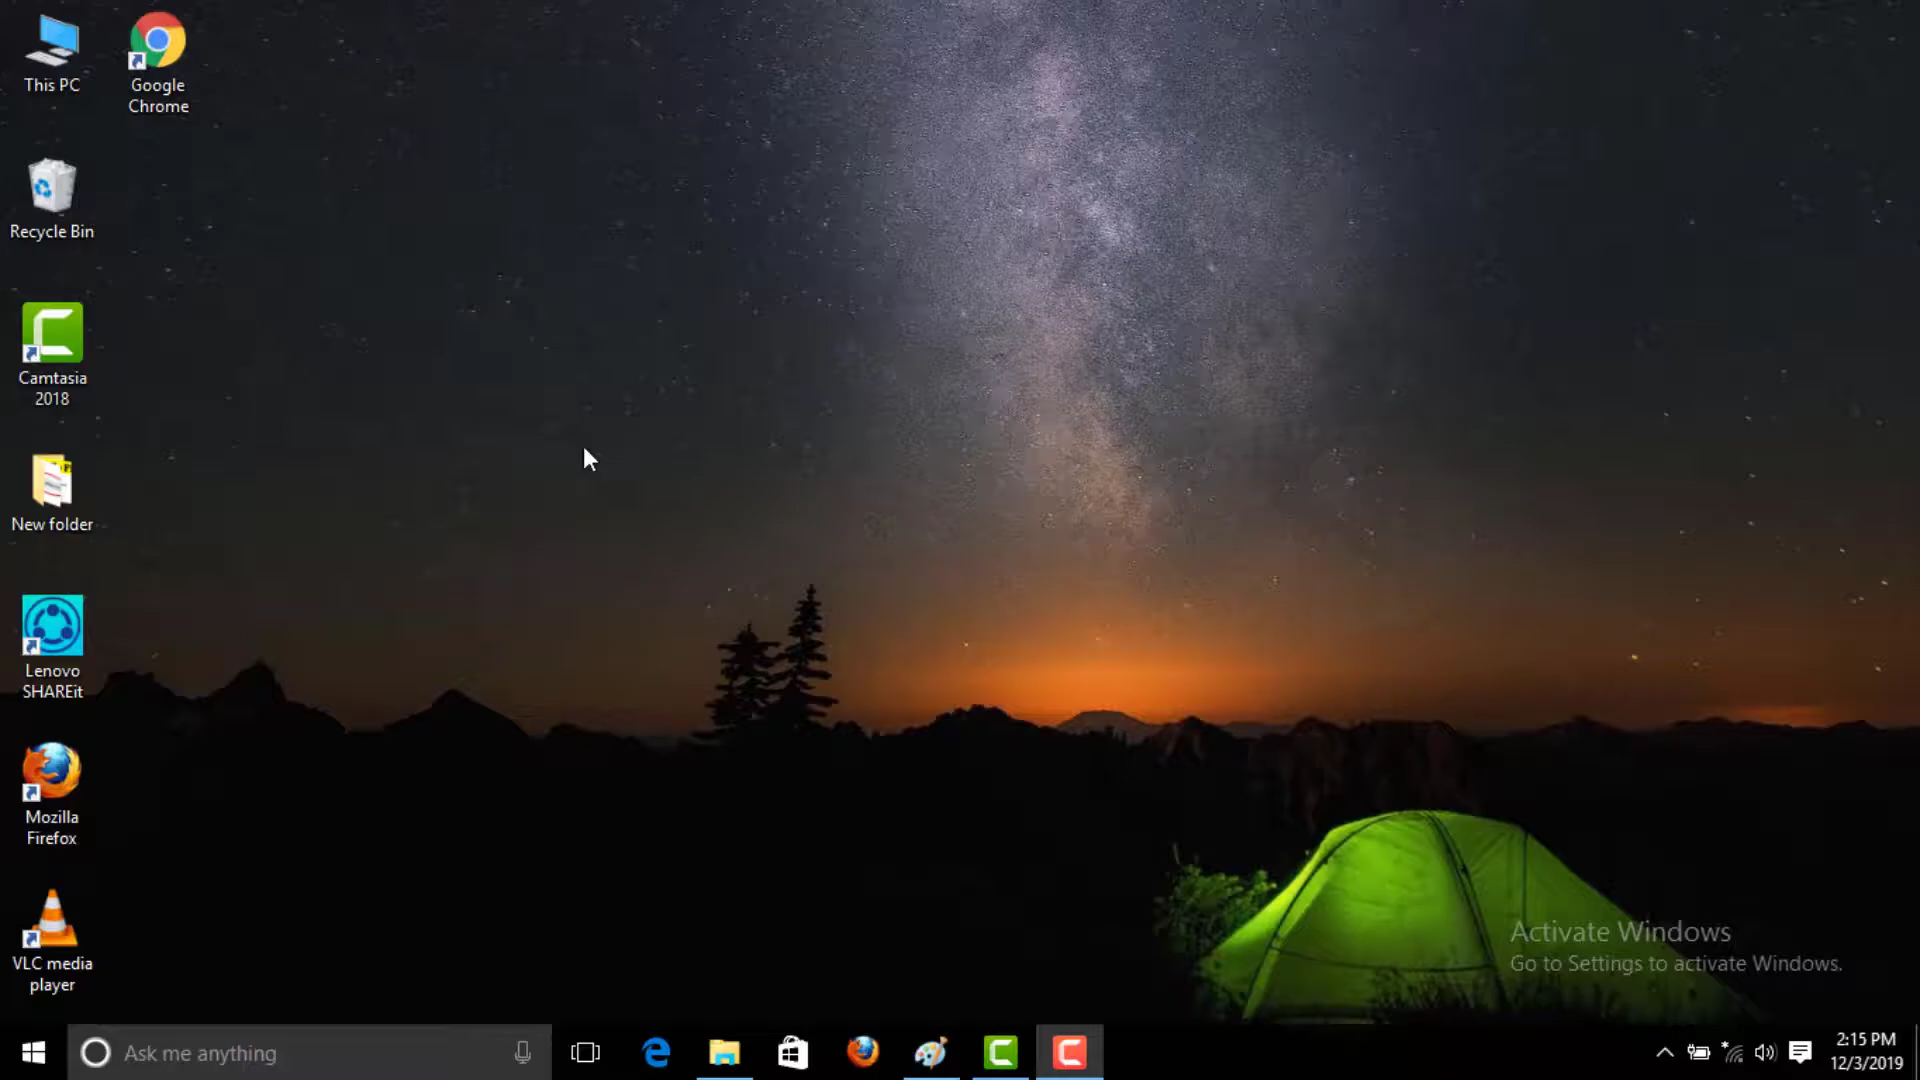 This PC
Google
Chrome
Recycle Bin
Camtasia
2018
New folder
Lenovo
SHAREit
Mozilla
Firefox
VLC media
player
Activate Windows
Go to Settings to activate Windows.
Ask me anything
2:15 PM
12/3/2019